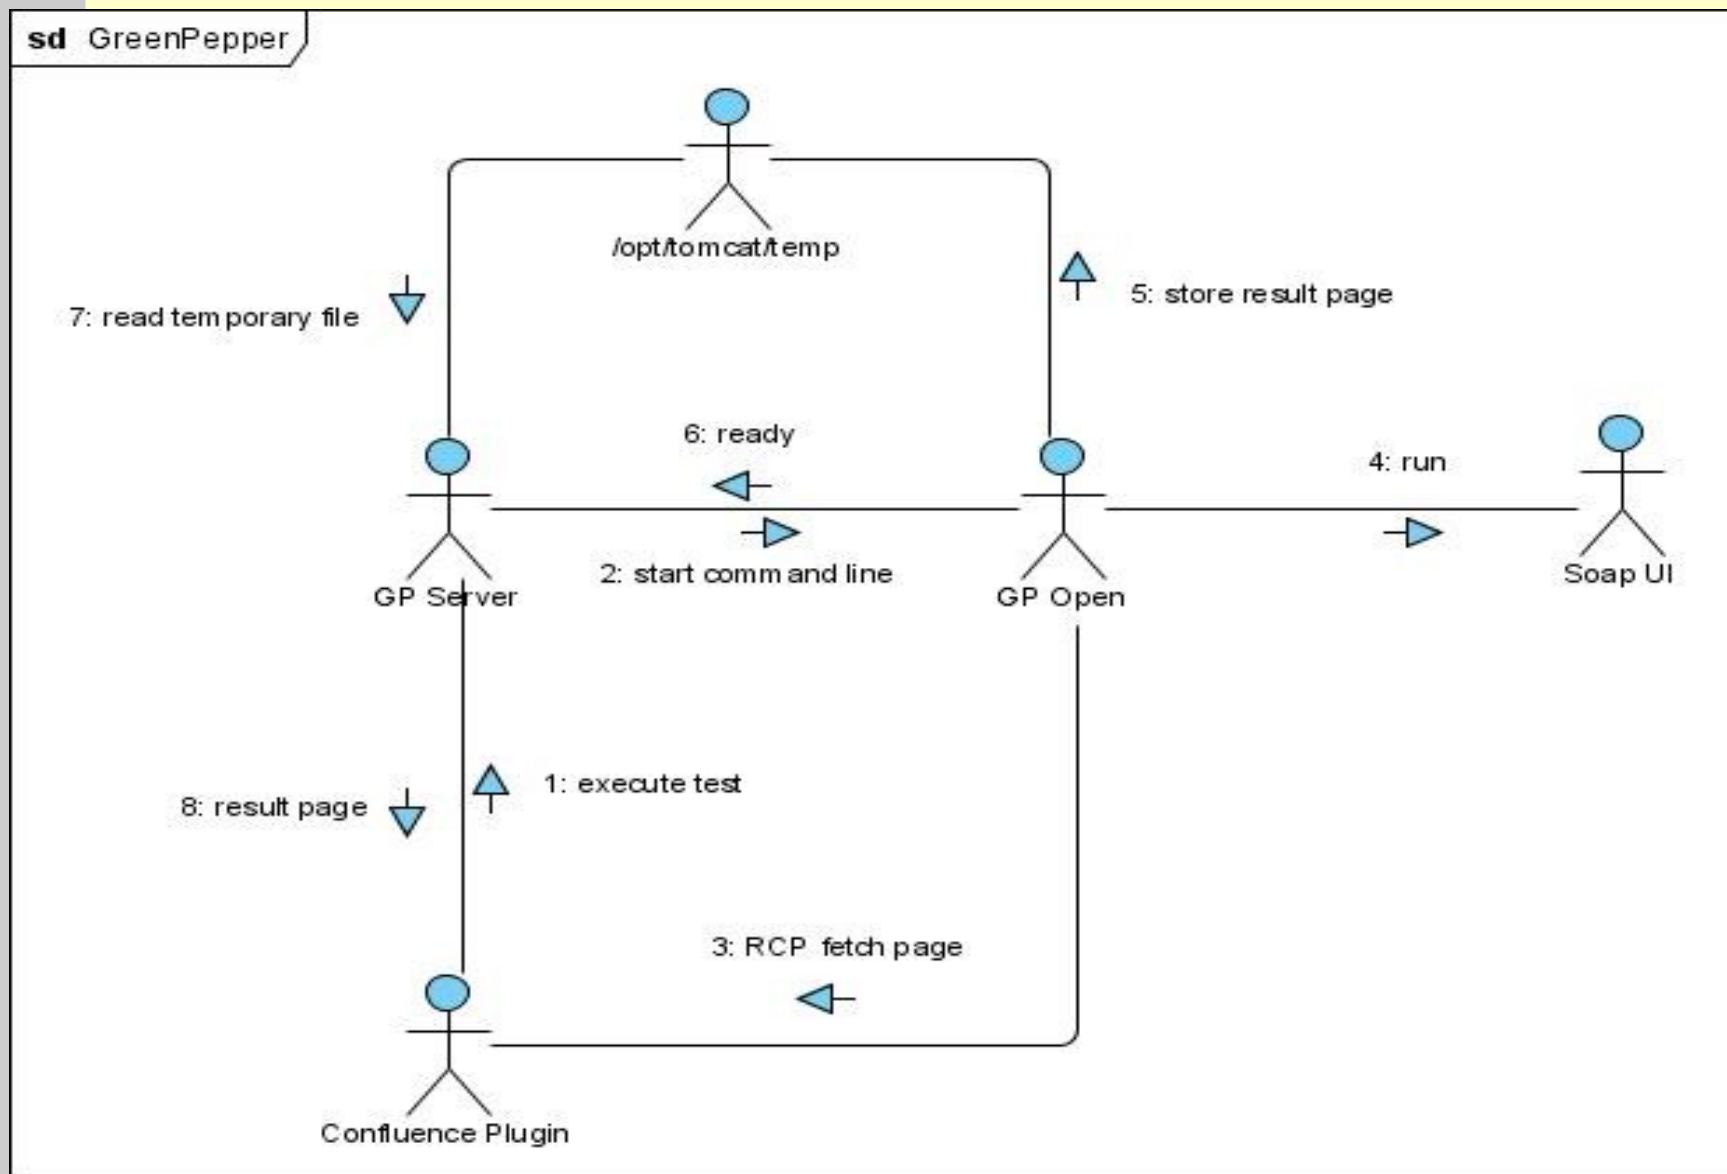 sd GreenPepper
/opt/tomcat/temp
7: read temporary file
5: store result page
6: ready
4: run
2: start command line
GP Server
GP Open
Soap UI
8: result page
1: execute test
3: RCP fetch page
Confluence Plugin